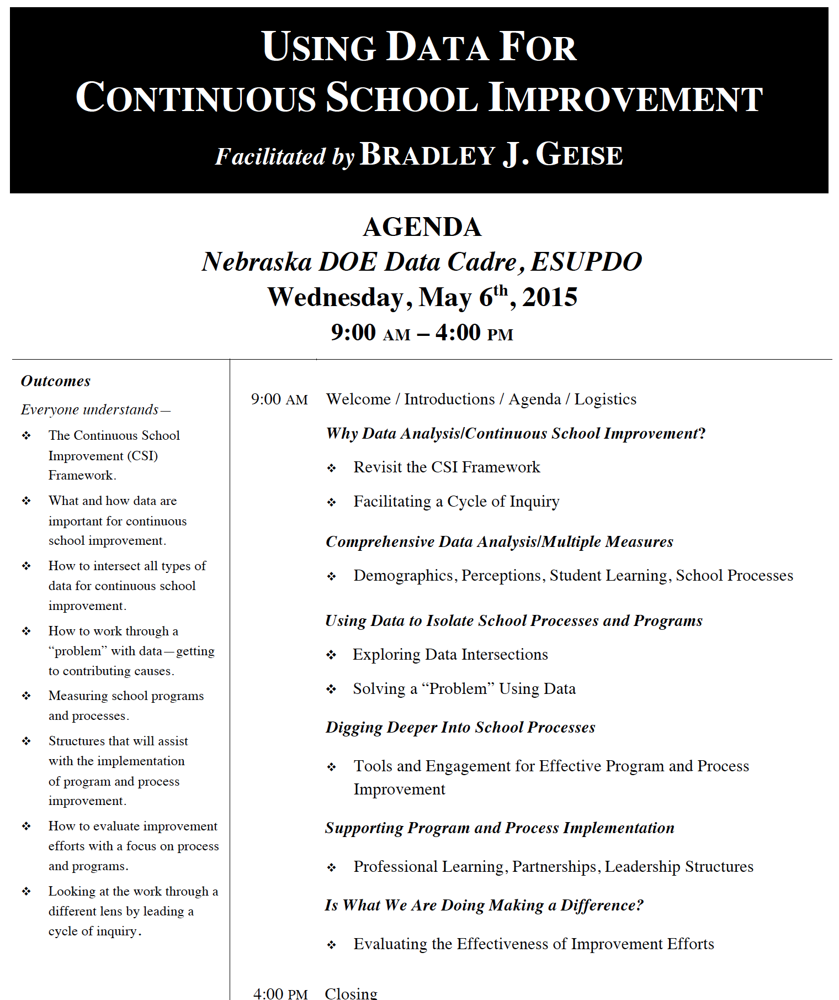 USING DATA FOR
CONTINUOUS SCHOOL IMPROVEMENT
Facilitated by BRADLEY J. GEISE
AGENDA
Nebraska DOE Data Cadre, ESUPDO
Wednesday, May 6th, 2015
9:00 AM – 4:00 PM
Outcomes
Everyone understands—
❖ The Continuous School
Improvement (CSI)
Framework.
❖ What and how data are
important for continuous
school improvement.
❖ How to intersect all types of
data for continuous school
improvement.
❖ How to work through a
“problem” with data—getting
to contributing causes.
❖ Measuring school programs
and processes.
❖ Structures that will assist
with the implementation
of program and process
improvement.
❖ How to evaluate improvement
efforts with a focus on process
and programs.
❖ Looking at the work through a
different lens by leading a
cycle of inquiry.
9:00 AM Welcome / Introductions / Agenda / Logistics
Why Data Analysis/Continuous School Improvement?
❖ Revisit the CSI Framework
❖ Facilitating a Cycle of Inquiry
Comprehensive Data Analysis/Multiple Measures
❖ Demographics, Perceptions, Student Learning, School Processes
Using Data to Isolate School Processes and Programs
❖ Exploring Data Intersections
❖ Solving a “Problem” Using Data
Digging Deeper Into School Processes
❖ Tools and Engagement for Effective Program and Process
Improvement
Supporting Program and Process Implementation
❖ Professional Learning, Partnerships, Leadership Structures
Is What We Are Doing Making a Difference?
❖ Evaluating the Effectiveness of Improvement Efforts
4:00 PM Closing